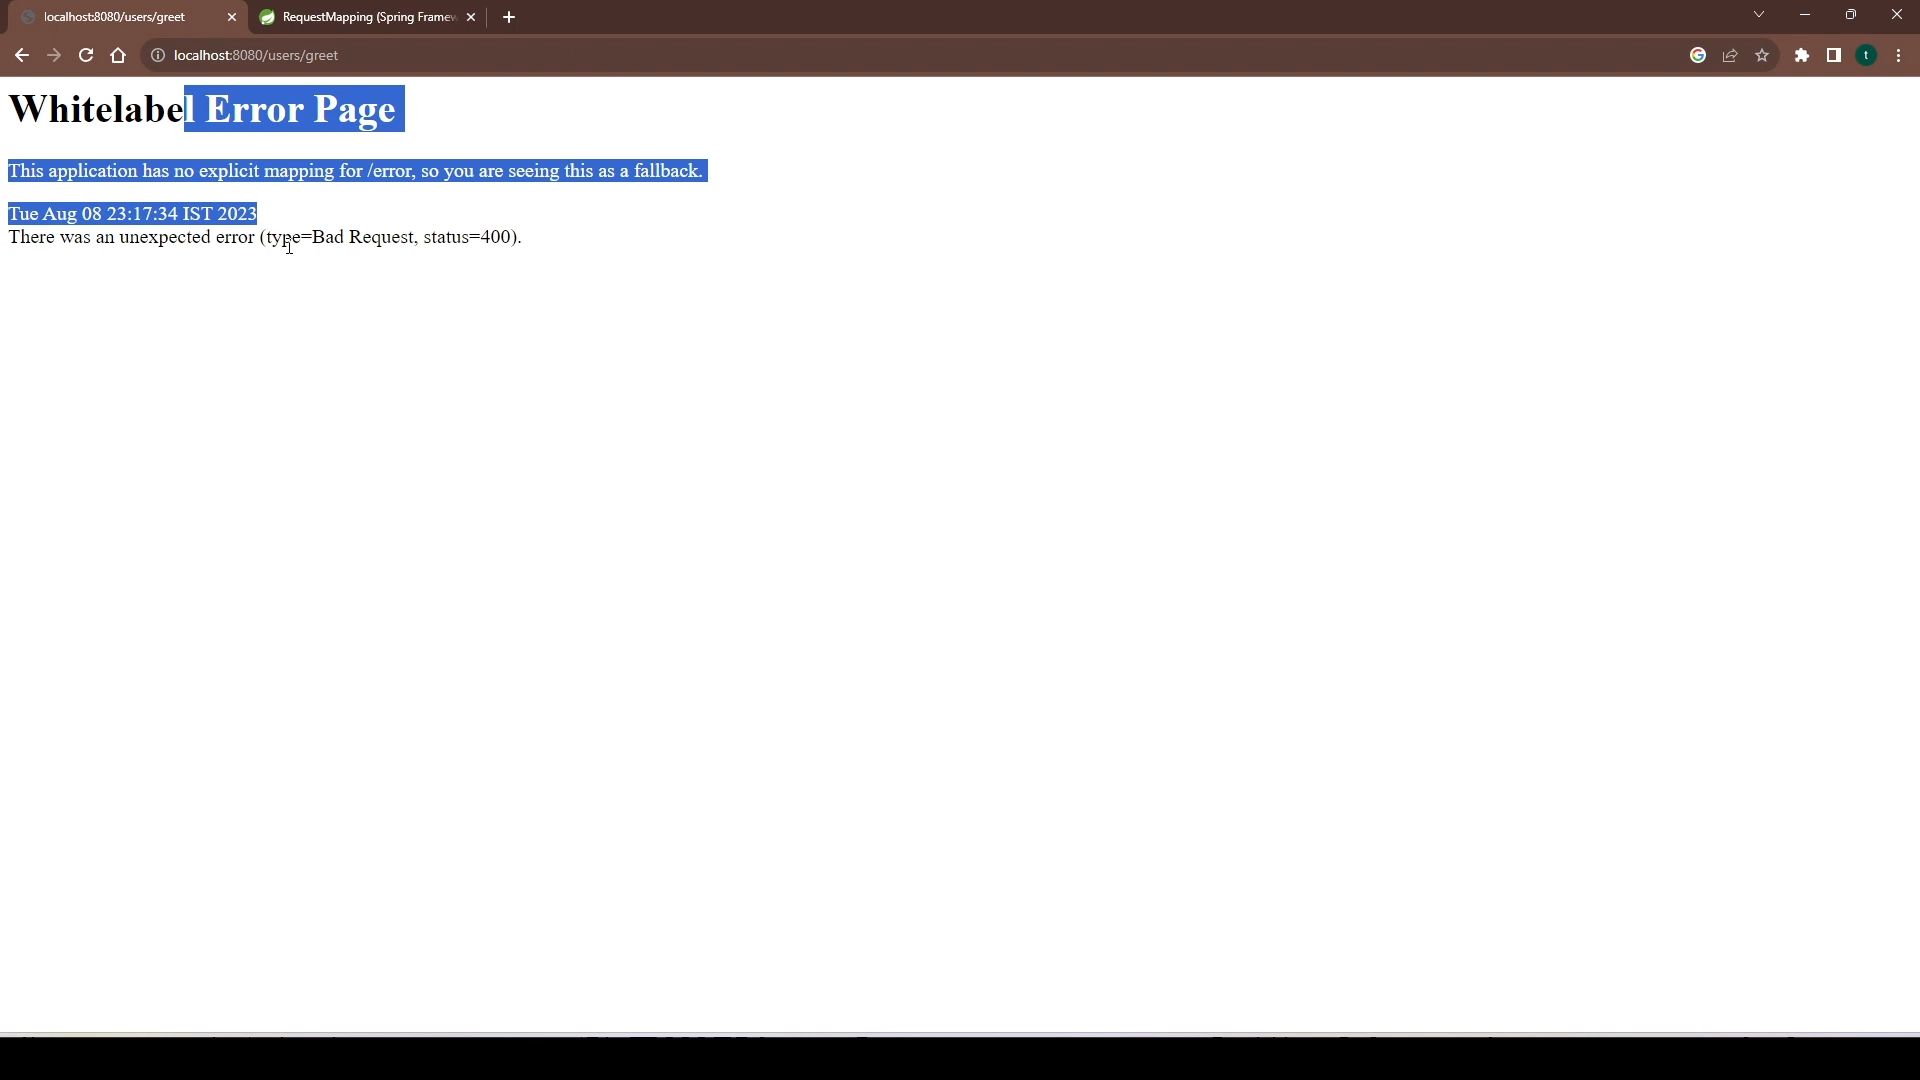 localhost:8080/users/greet
RequestMapping (Spring Framew
localhost:8080/users/greet
t
Whitelabel Error Page
This application has no explicit mapping for /error, so you are seeing this as a fallback.
Tue Aug 08 23:17:34 IST 2023
There was an unexpected error (type=Bad Request, status=400).